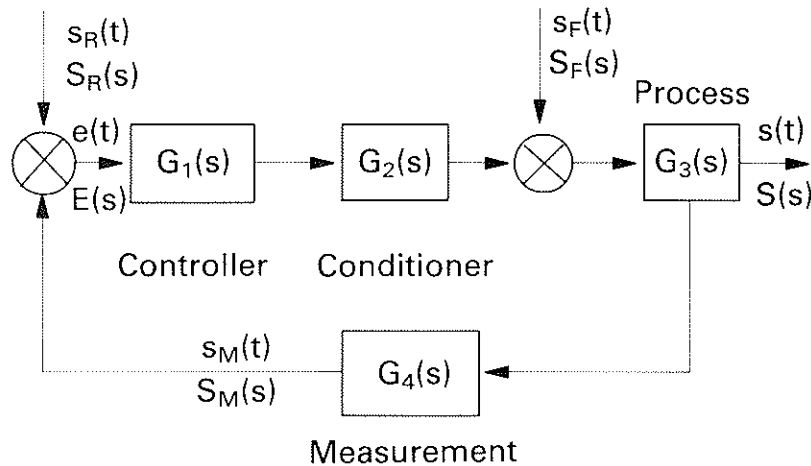 s_R(t)
S_R(s)
s_F(t)
S_F(s)
Process
e(t)
E(s)
G_1(s)
G_2(s)
G_3(s)
s(t)
S(s)
Controller
Conditioner
s_M(t)
S_M(s)
G_4(s)
Measurement